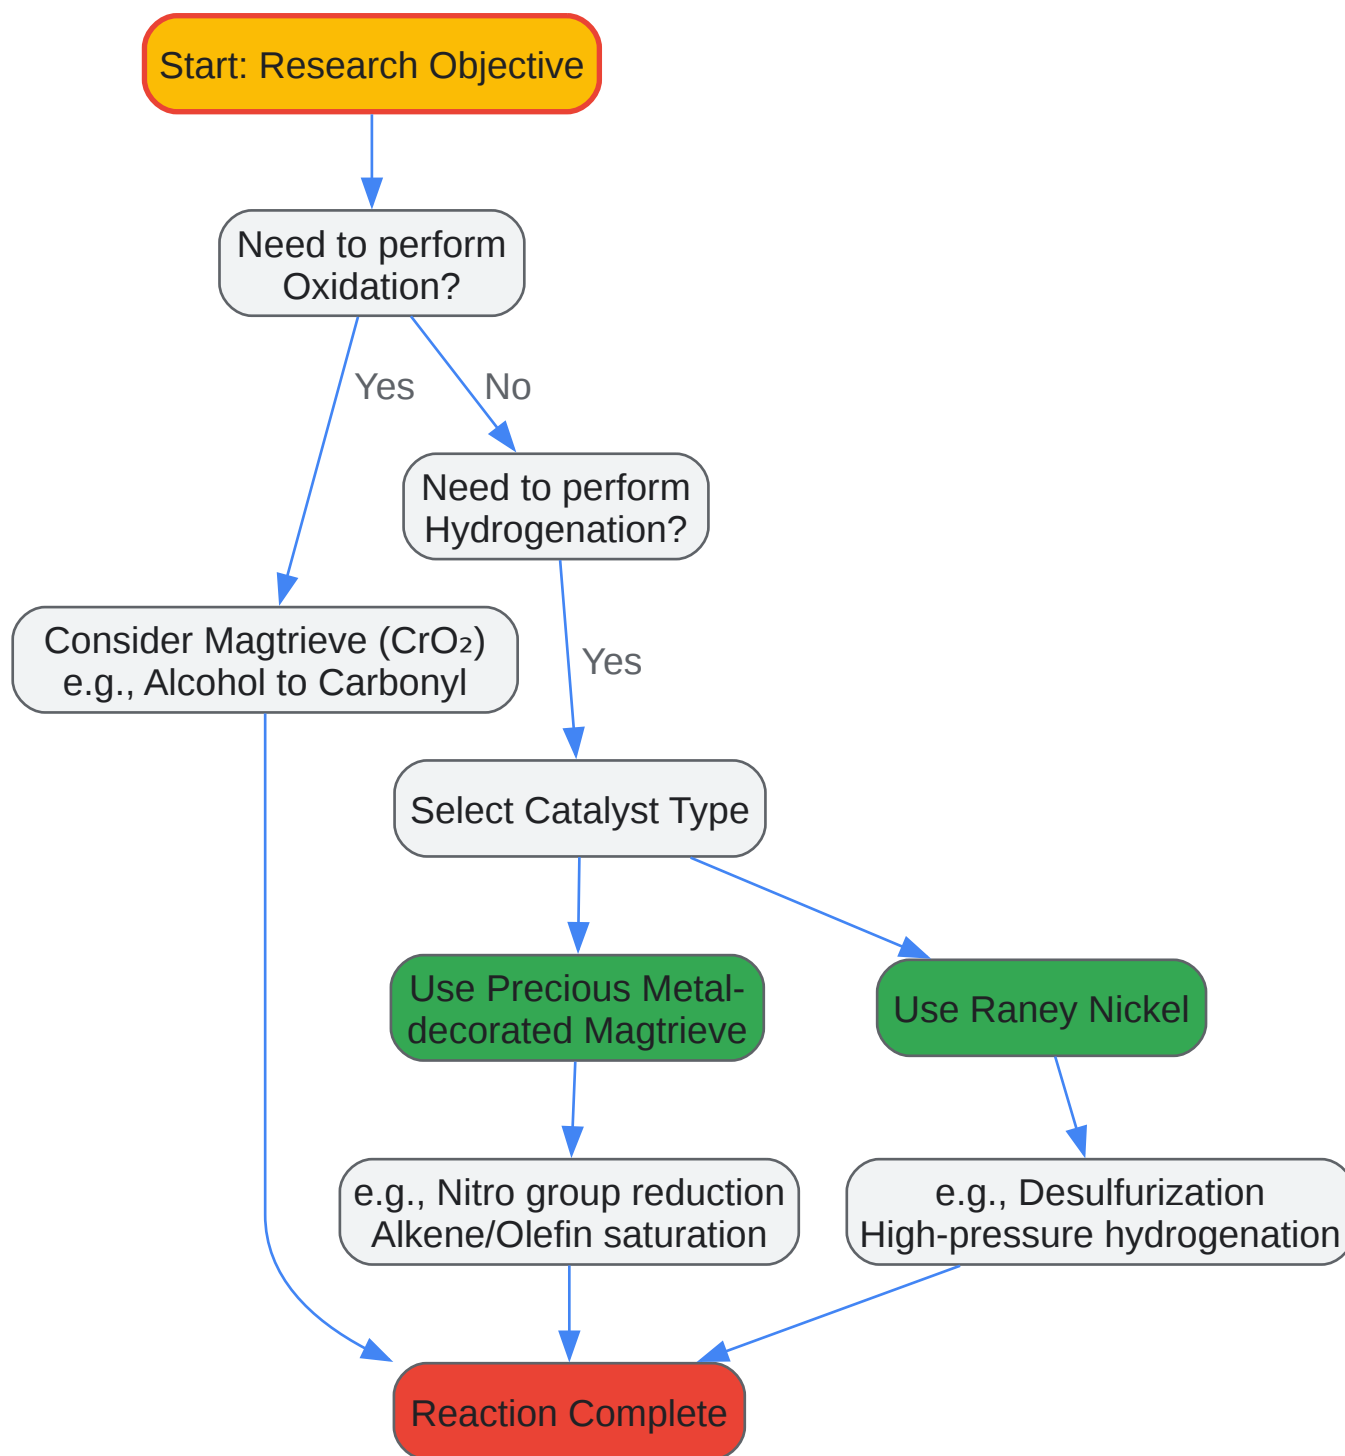 Start: Research Objective
Need to perform
Oxidation?
Yes
No
Need to perform
Hydrogenation?
Consider Magtrieve (CrO₂)
e.g., Alcohol to Carbonyl
Yes
Select Catalyst Type
Use Precious Metal-
decorated Magtrieve
Use Raney Nickel
e.g., Nitro group reduction
Alkene/Olefin saturation
e.g., Desulfurization
High-pressure hydrogenation
Reaction Complete